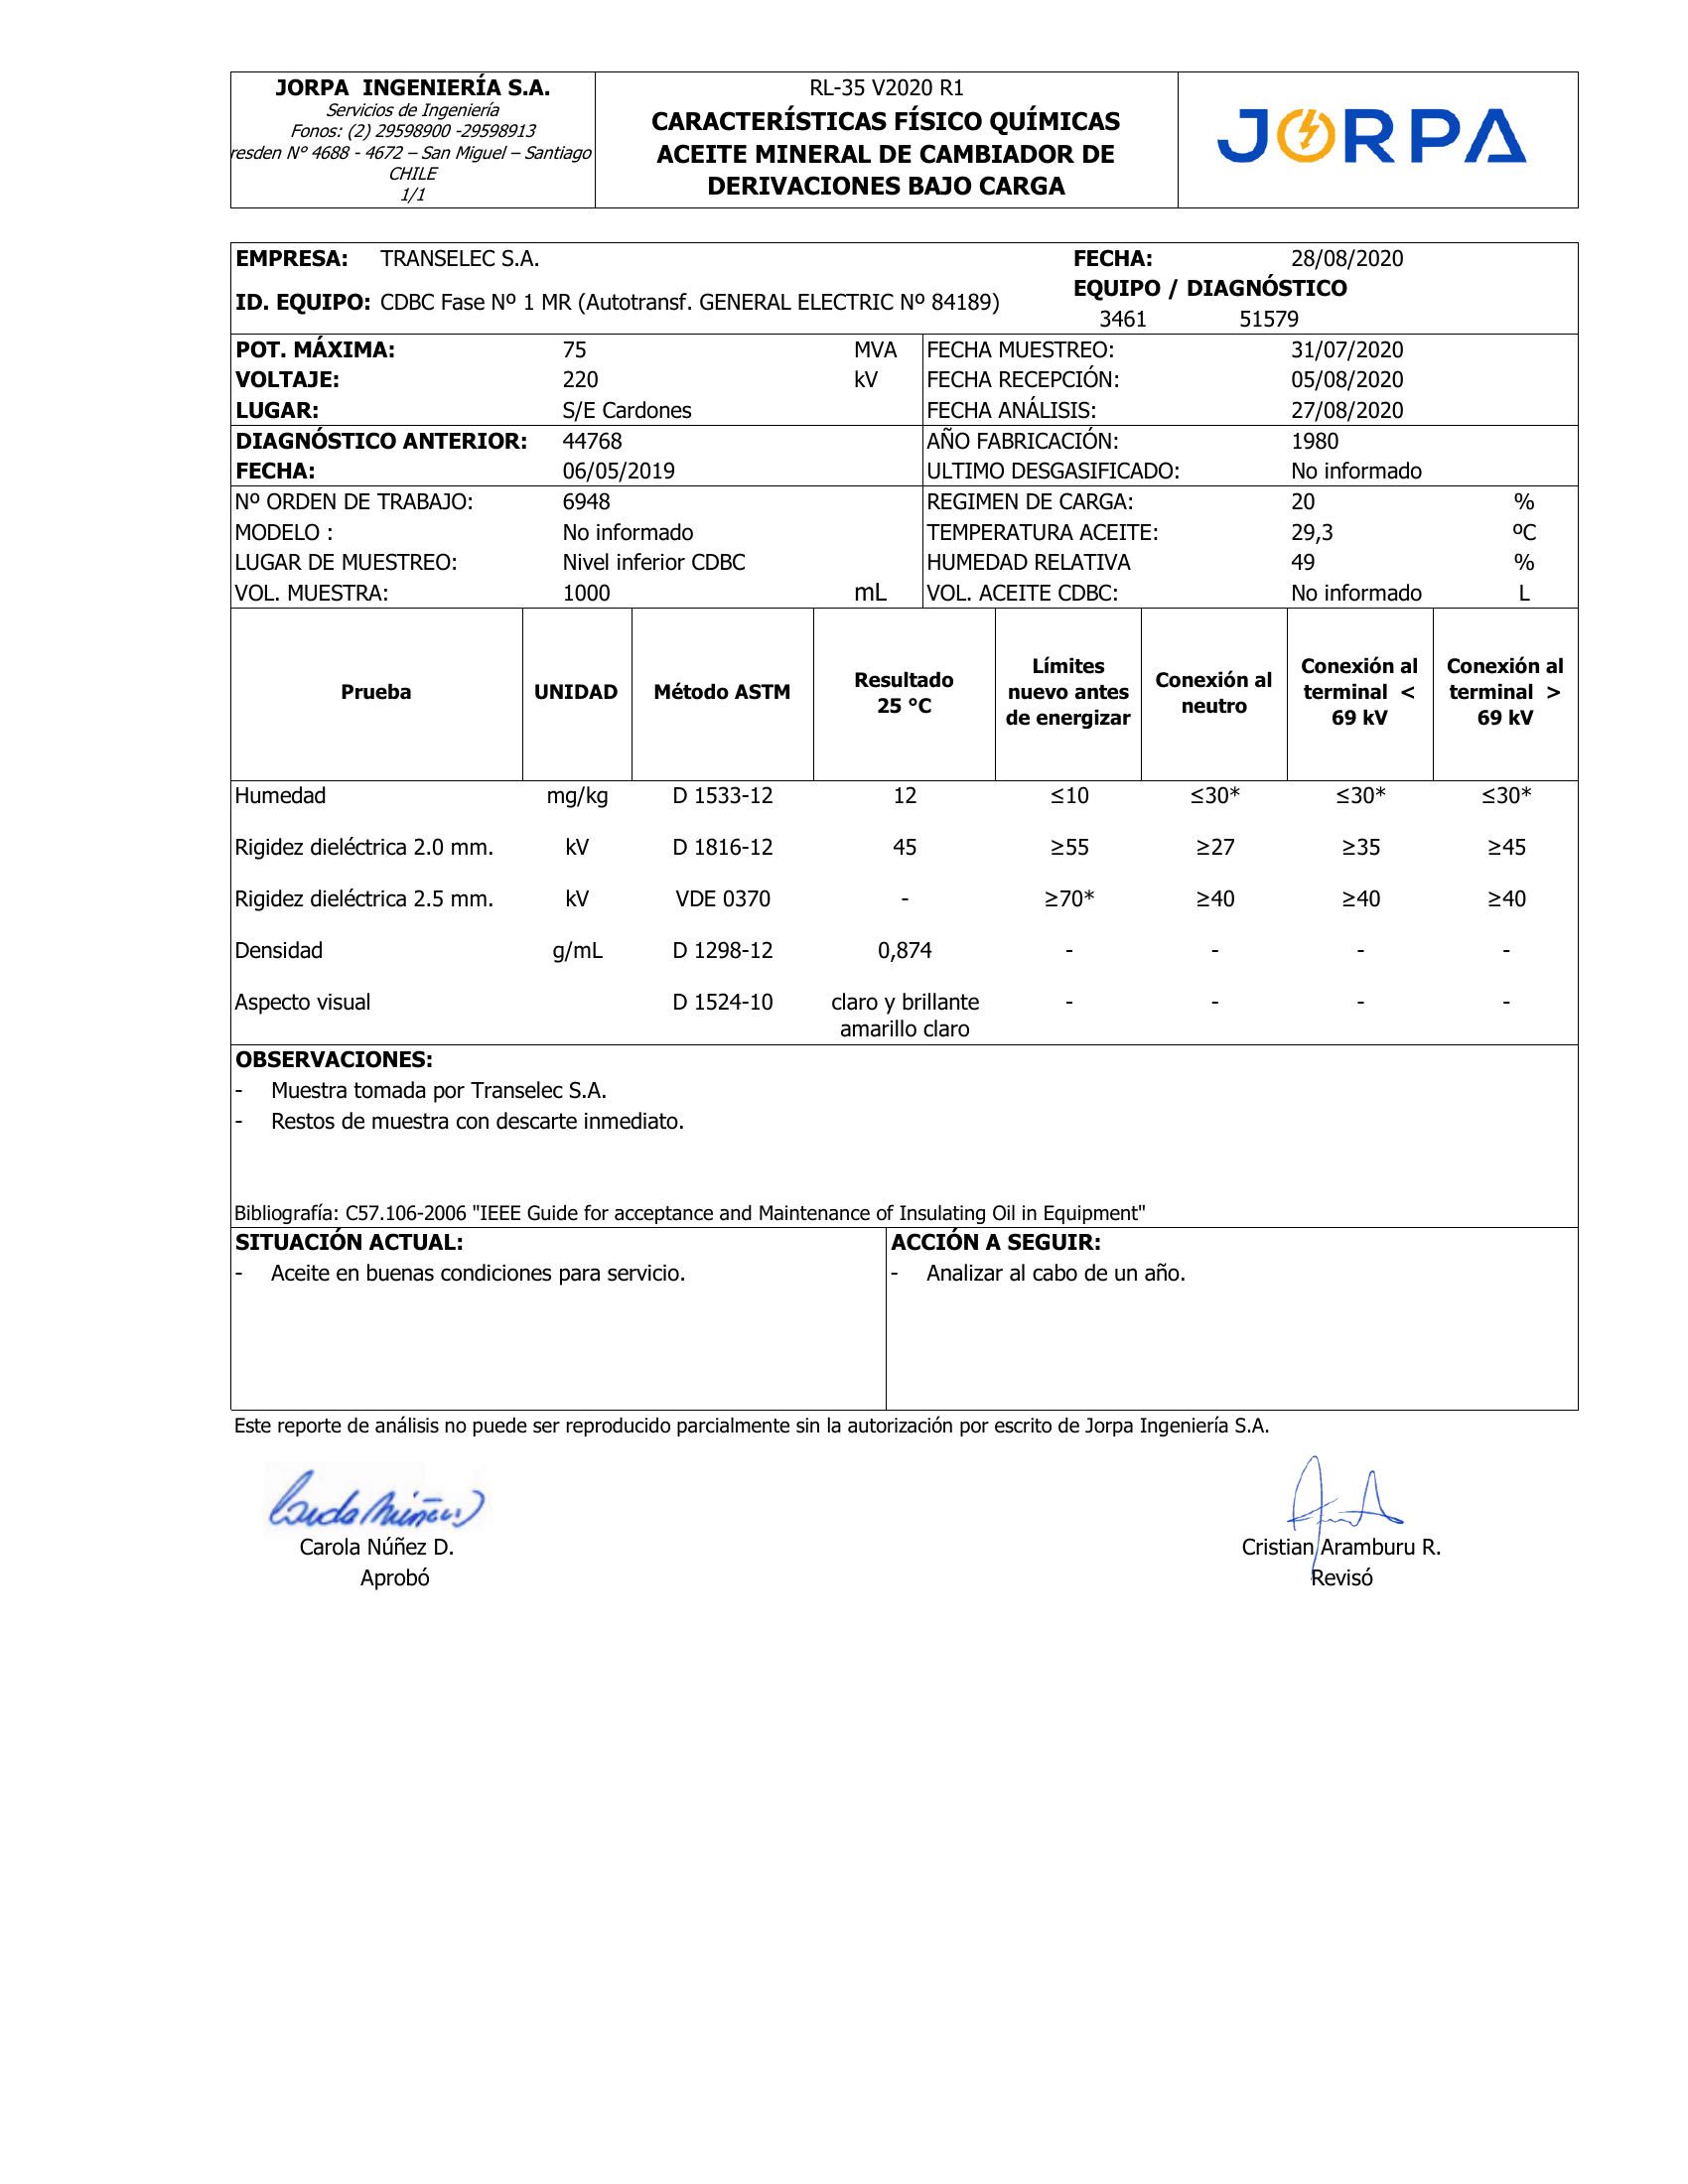 JORPA INGENIERÍA S.A.
Servicios de Ingeniería
Fonos: (2) 29598900 -29598913
resden N° 4688 - 4672 – San Miguel – Santiago
CHILE
1/1
RL-35 V2020 R1
CARACTERÍSTICAS FÍSICO QUÍMICAS
ACEITE MINERAL DE CAMBIADOR DE
DERIVACIONES BAJO CARGA
JORPA
EMPRESA: TRANSELEC S.A. FECHA: 28/08/2020
EQUIPO / DIAGNÓSTICO
ID. EQUIPO: CDBC Fase Nº 1 MR (Autotransf. GENERAL ELECTRIC Nº 84189)
3461 51579
POT. MÁXIMA: 75 MVA FECHA MUESTREO: 31/07/2020
VOLTAJE: 220 kV FECHA RECEPCIÓN: 05/08/2020
LUGAR: S/E Cardones FECHA ANÁLISIS: 27/08/2020
DIAGNÓSTICO ANTERIOR: 44768 AÑO FABRICACIÓN: 1980
FECHA: 06/05/2019 ULTIMO DESGASIFICADO: No informado
Nº ORDEN DE TRABAJO: 6948 REGIMEN DE CARGA: 20 %
MODELO : No informado TEMPERATURA ACEITE: 29,3 ºC
LUGAR DE MUESTREO: Nivel inferior CDBC HUMEDAD RELATIVA 49 %
VOL. MUESTRA: 1000 mL VOL. ACEITE CDBC: No informado L
Prueba UNIDAD Método ASTM Resultado 25 °C Límites nuevo antes de energizar Conexión al neutro Conexión al terminal < 69 kV Conexión al terminal > 69 kV
Humedad mg/kg D 1533-12 12 ≤10 ≤30* ≤30* ≤30*
Rigidez dieléctrica 2.0 mm. kV D 1816-12 45 ≥55 ≥27 ≥35 ≥45
Rigidez dieléctrica 2.5 mm. kV VDE 0370 - ≥70* ≥40 ≥40 ≥40
Densidad g/mL D 1298-12 0,874 - - - -
Aspecto visual D 1524-10 claro y brillante - - - -
amarillo claro
OBSERVACIONES:
- Muestra tomada por Transelec S.A.
- Restos de muestra con descarte inmediato.
Bibliografía: C57.106-2006 "IEEE Guide for acceptance and Maintenance of Insulating Oil in Equipment"
SITUACIÓN ACTUAL: ACCIÓN A SEGUIR:
- Aceite en buenas condiciones para servicio. - Analizar al cabo de un año.
Este reporte de análisis no puede ser reproducido parcialmente sin la autorización por escrito de Jorpa Ingeniería S.A.
Carola Núñez D. Cristian Aramburu R.
Aprobó Revisó